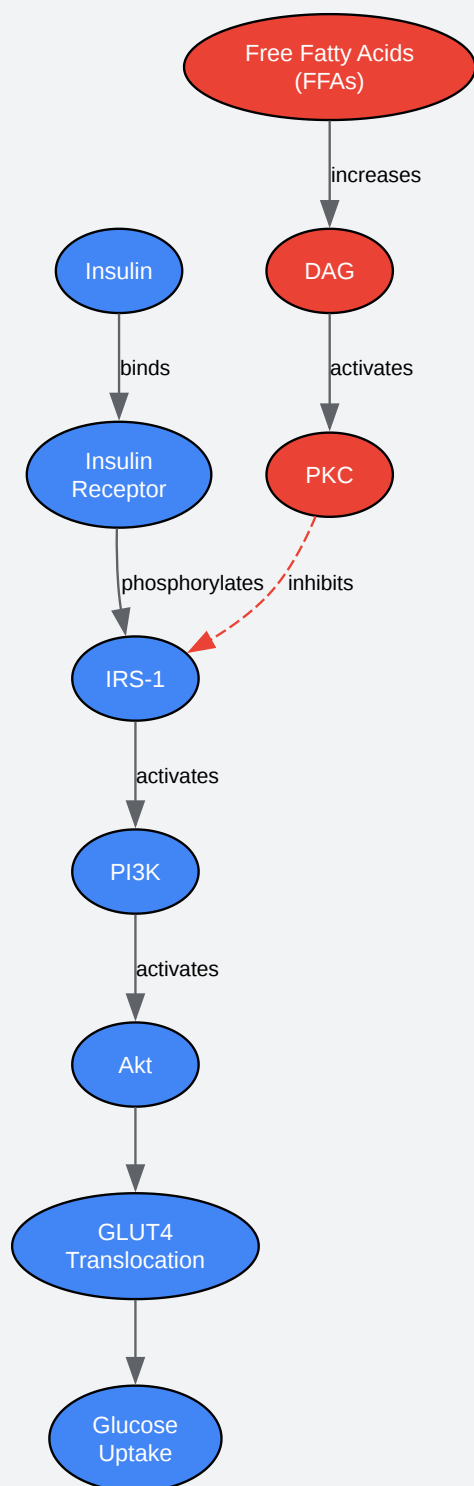 Free Fatty Acids
(FFAs)
increases
Insulin
DAG
binds
activates
Insulin
Receptor
PKC
phosphorylates
inhibits
IRS-1
activates
PI3K
activates
Akt
GLUT4
Translocation
Glucose
Uptake